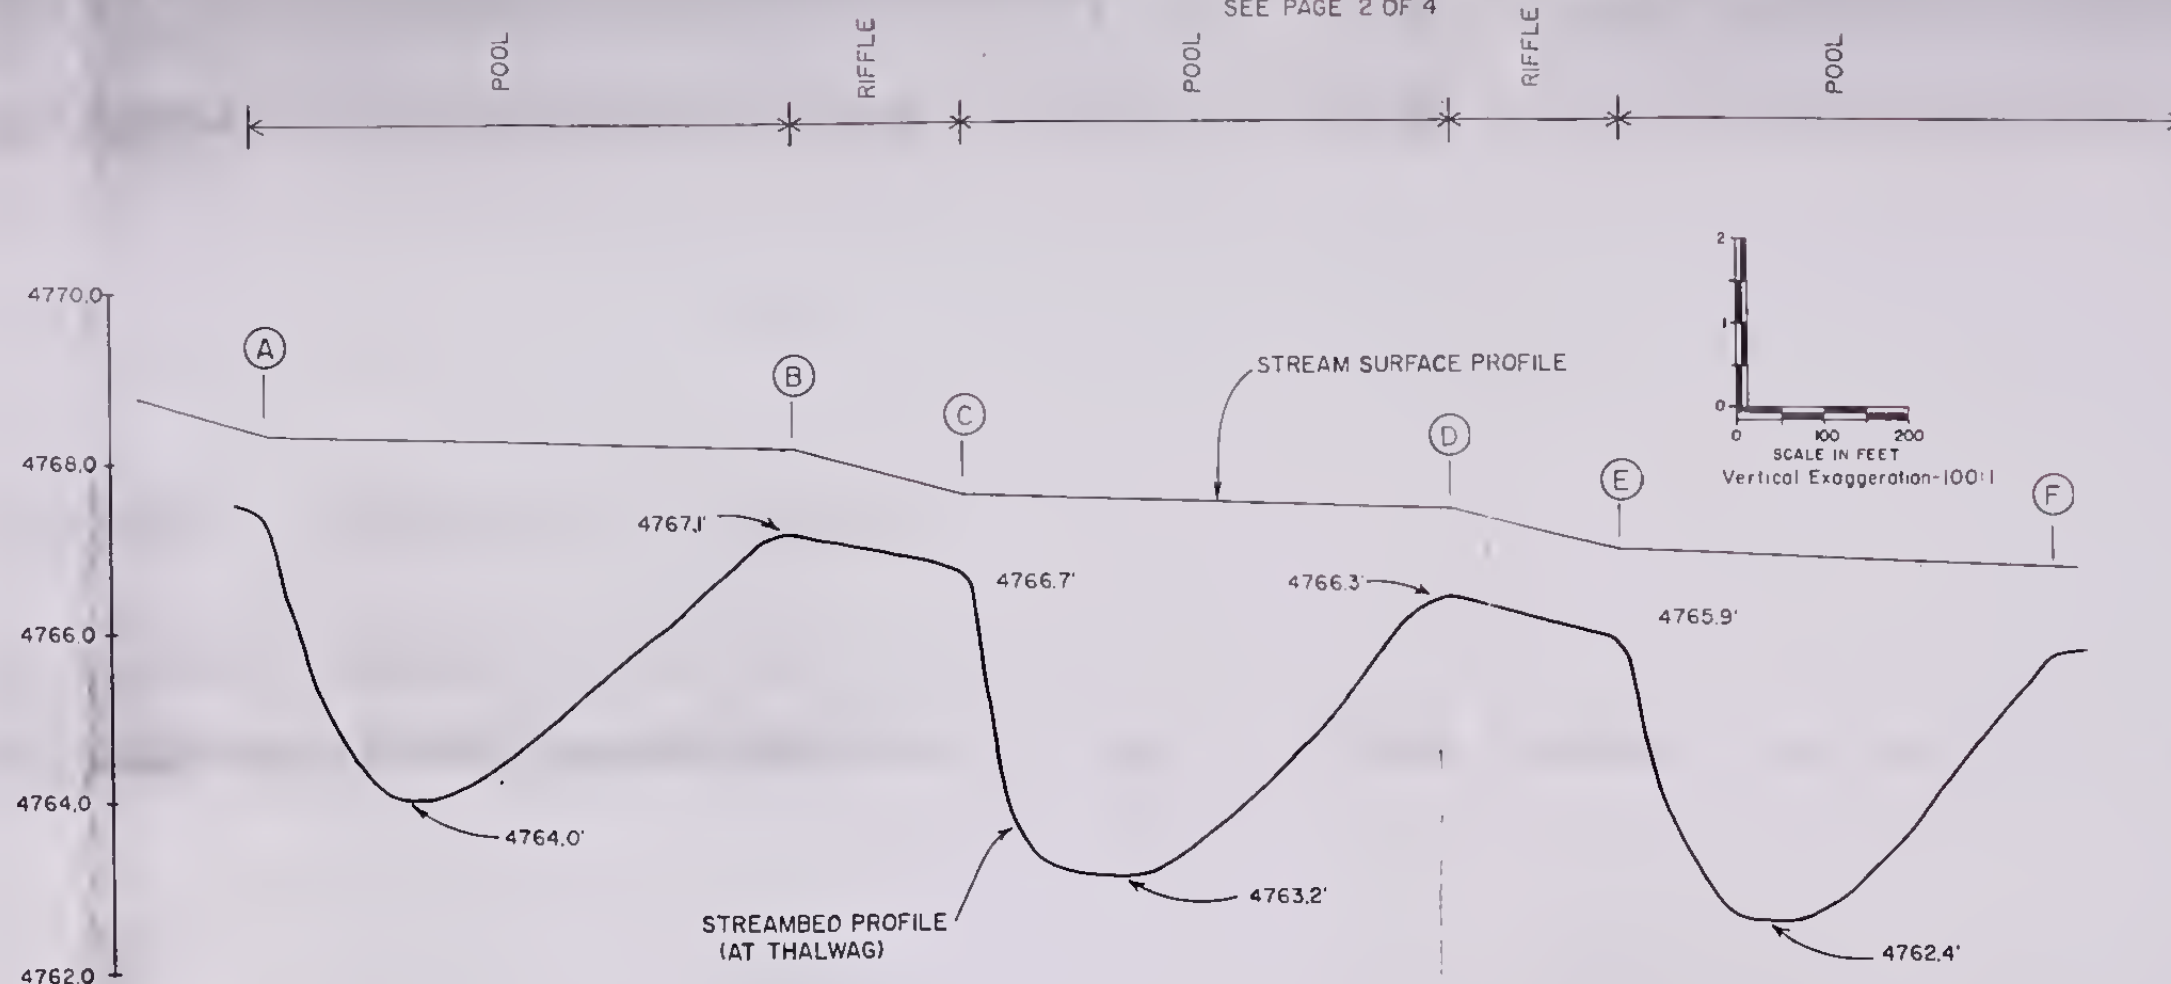 SEE PAGE 2 OF 4
POOL
RIFFLE
POOL
RIFFLE
POOL
4770.0
4768.0
4766.0
4764.0
4762.0
A
B
C
D
E
F
STREAM SURFACE PROFILE
2
1
0
0 100 200
SCALE IN FEET
Vertical Exaggeration-100:1
4767.1'
4766.7'
4766.3'
4765.9'
4764.0'
4763.2'
4762.4'
STREAMBED PROFILE
(AT THALWAG)